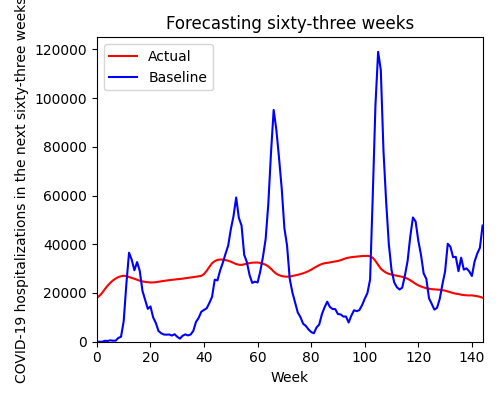 Forecasting sixty-three weeks
COVID-19 hospitalizations in the next sixty-three weeks
120000
100000
80000
60000
40000
20000
0
Actual
Baseline
0 20 40 60 80 100 120 140
Week